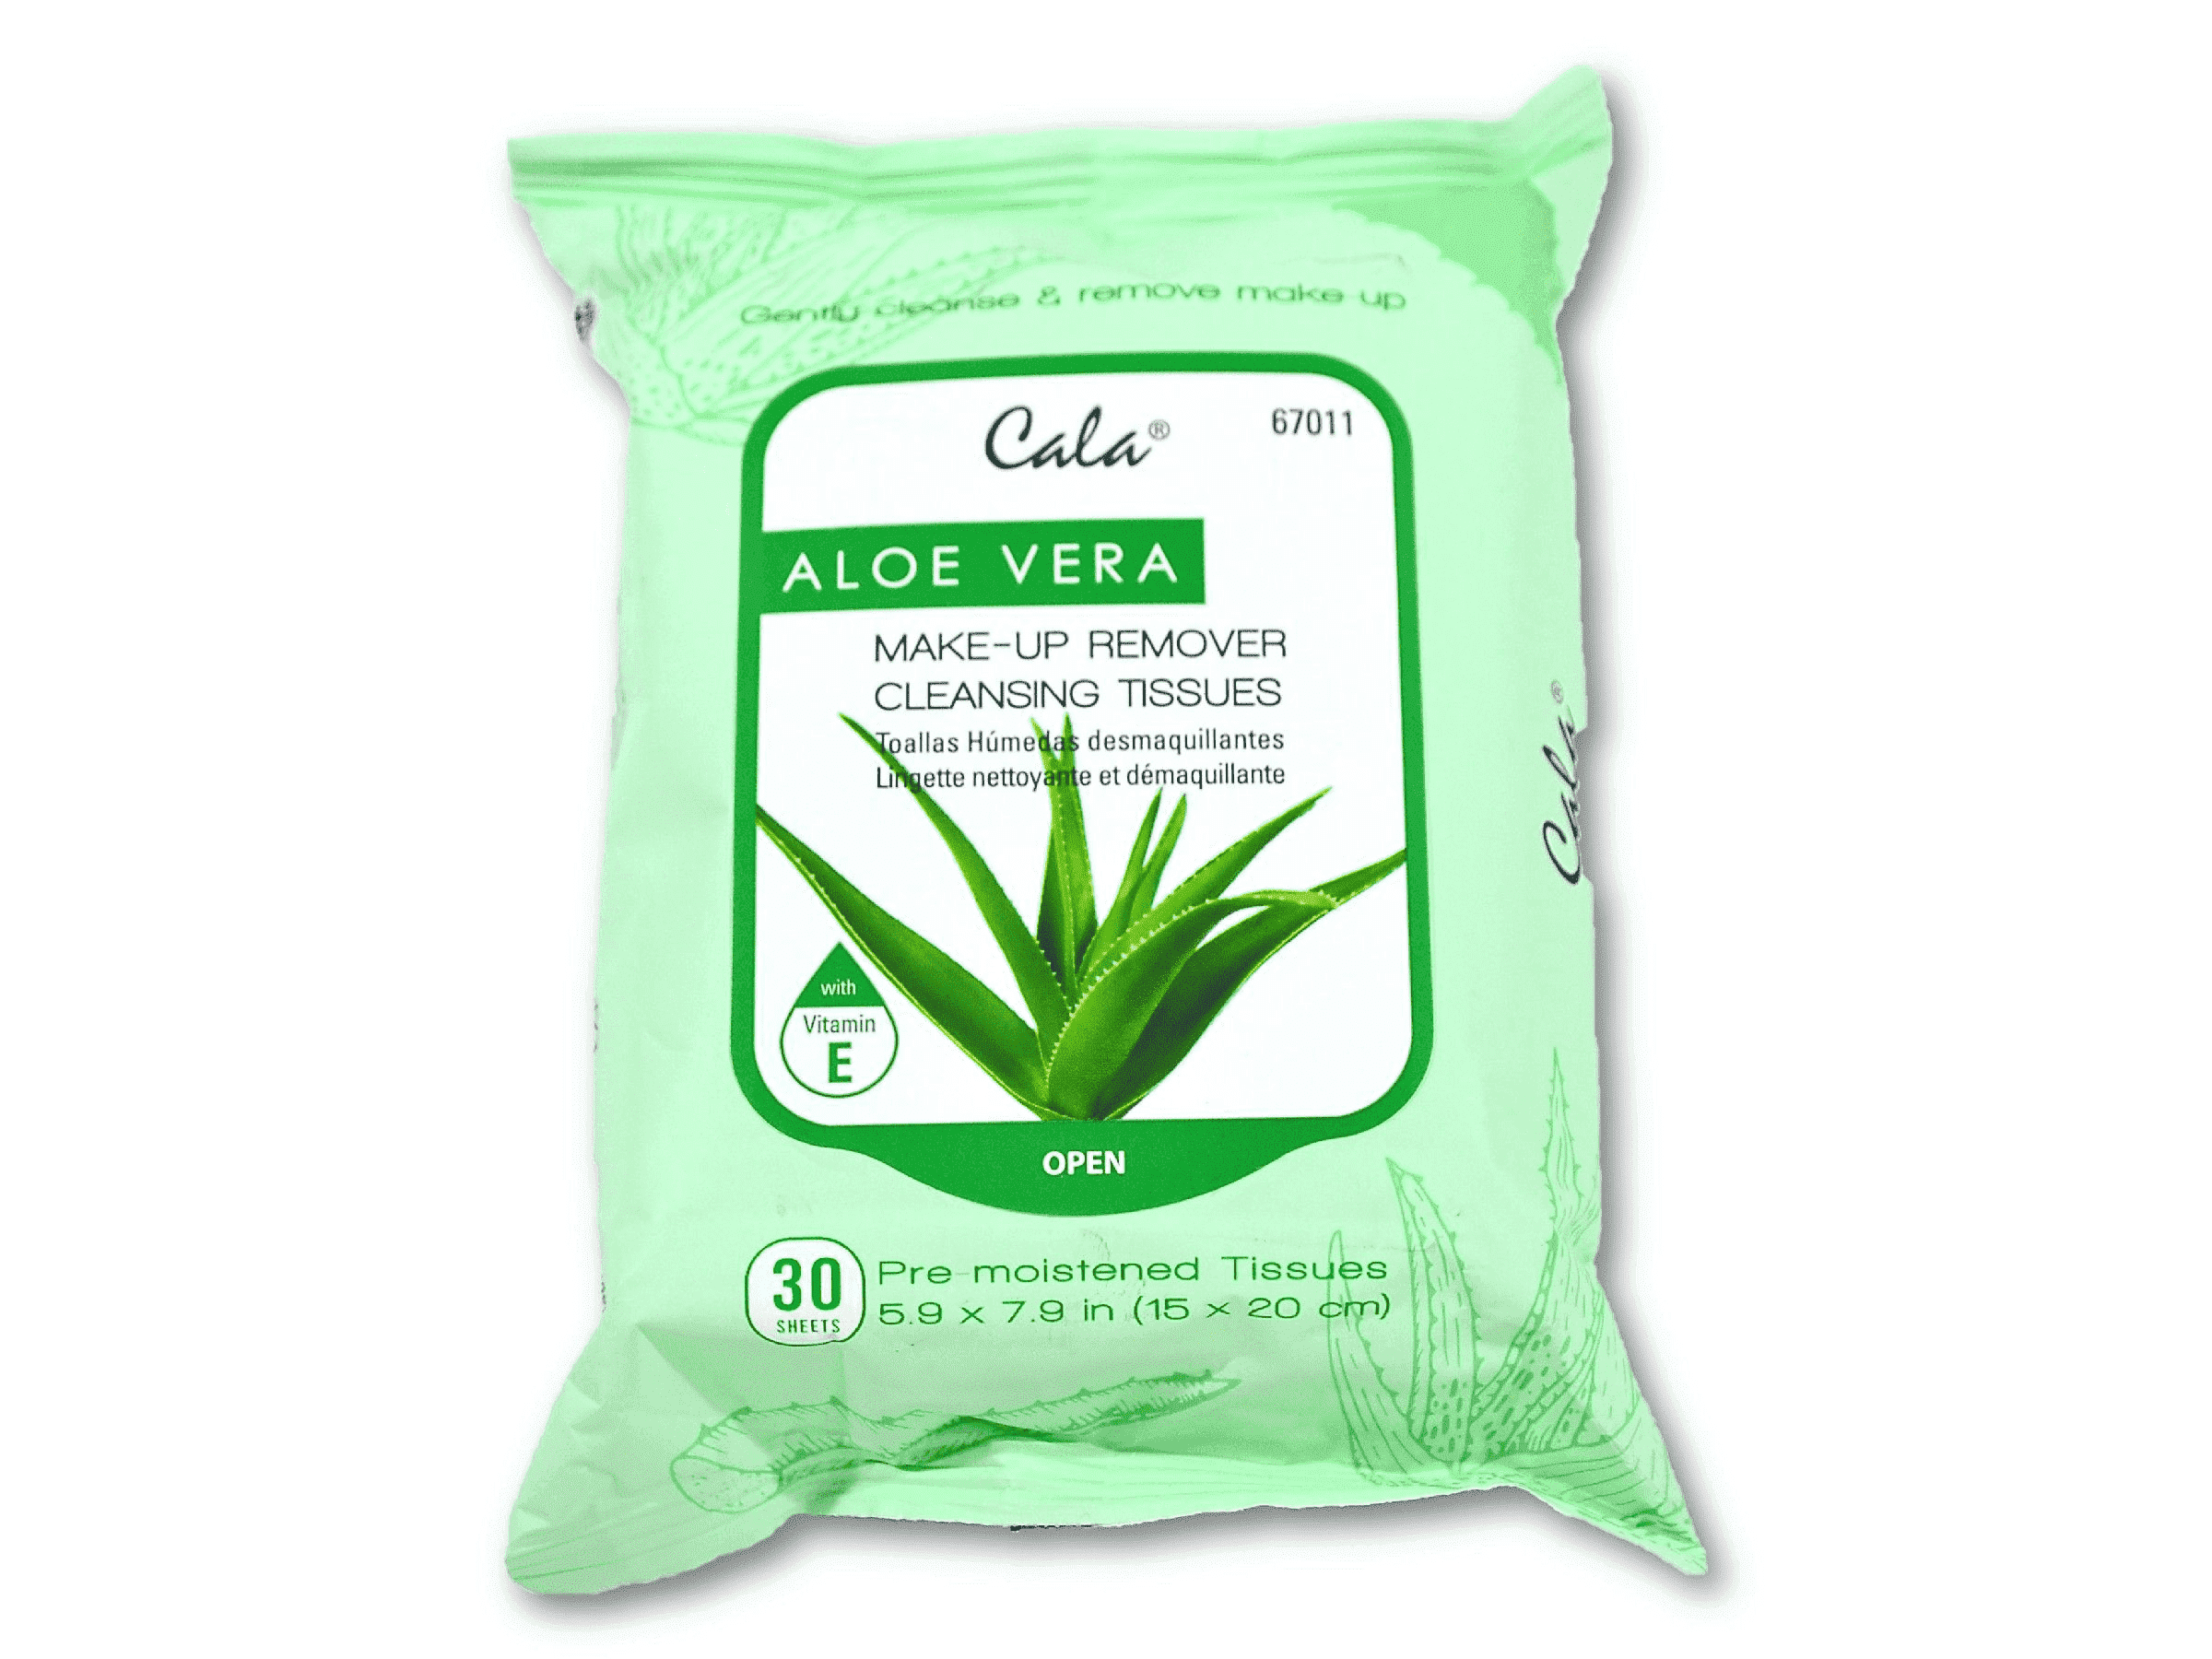 Gently cleanse & remove make-up
Cala®
67011
ALOE VERA
MAKE-UP REMOVER
CLEANSING TISSUES
Toallas Húmedas desmaquillantes
Lingette nettoyante et démaquillante
with
Vitamin
E
OPEN
30
SHEETS
Pre-moistened Tissues
5.9 x 7.9 in (15 x 20 cm)
Cala®